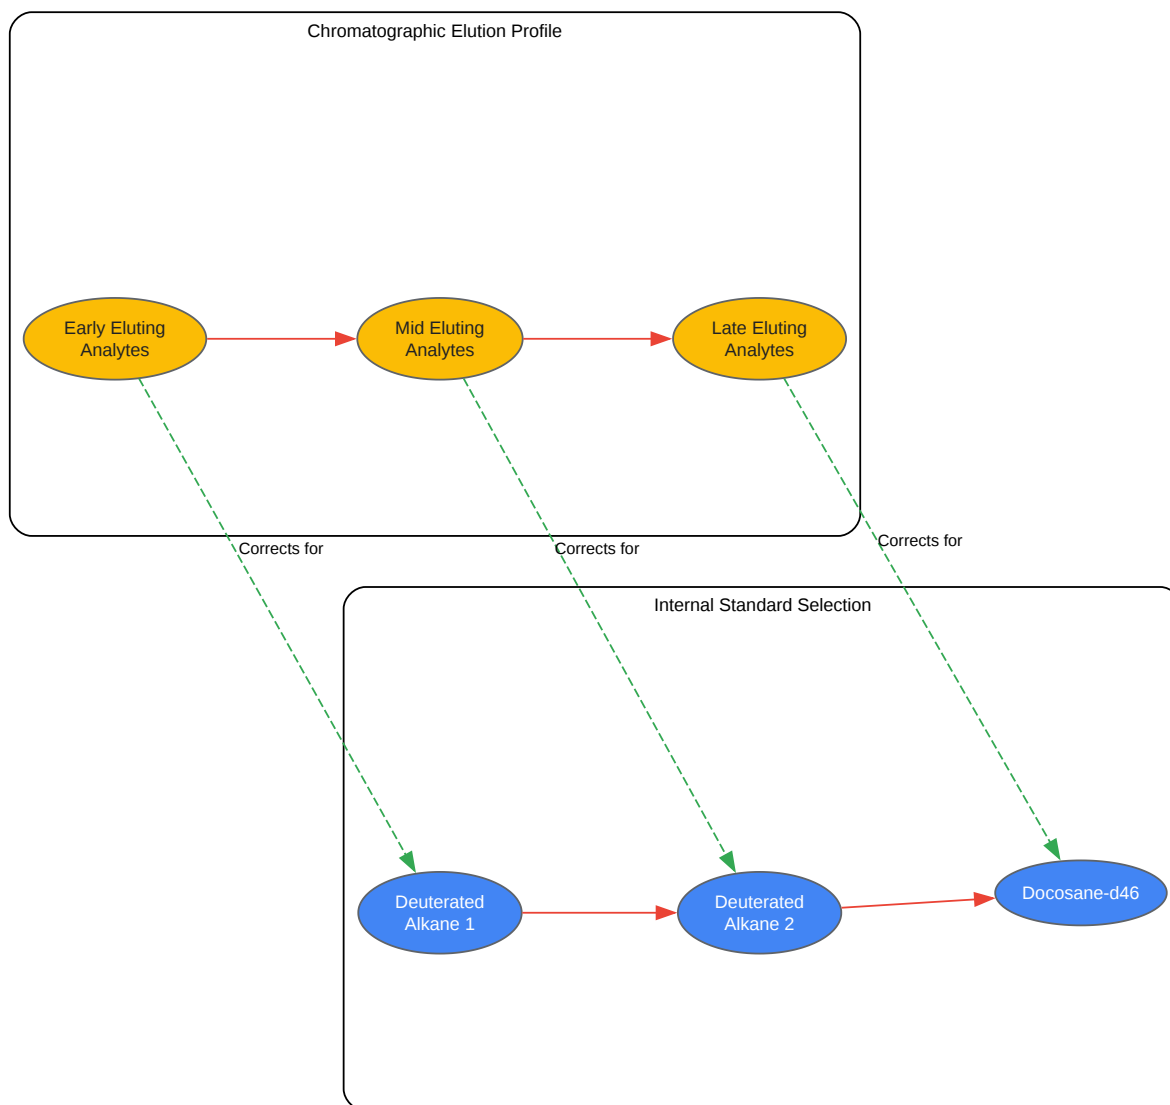 Chromatographic Elution Profile
Early Eluting
Analytes
Mid Eluting
Analytes
Late Eluting
Analytes
Corrects for
Corrects for
Corrects for
Internal Standard Selection
Deuterated
Alkane 1
Deuterated
Alkane 2
Docosane-d46